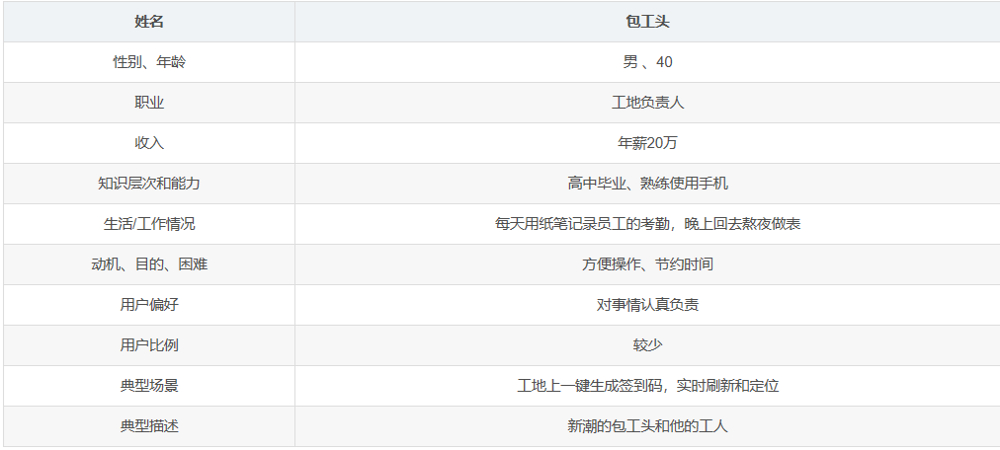 姓名 包工头
性别、年龄 男 、40
职业 工地负责人
收入 年薪20万
知识层次和能力 高中毕业、熟练使用手机
生活/工作情况 每天用纸笔记录员工的考勤，晚上回去熬夜做表
动机、目的、困难 方便操作、节约时间
用户偏好 对事情认真负责
用户比例 较少
典型场景 工地上一键生成签到码，实时刷新和定位
典型描述 新潮的包工头和他的工人